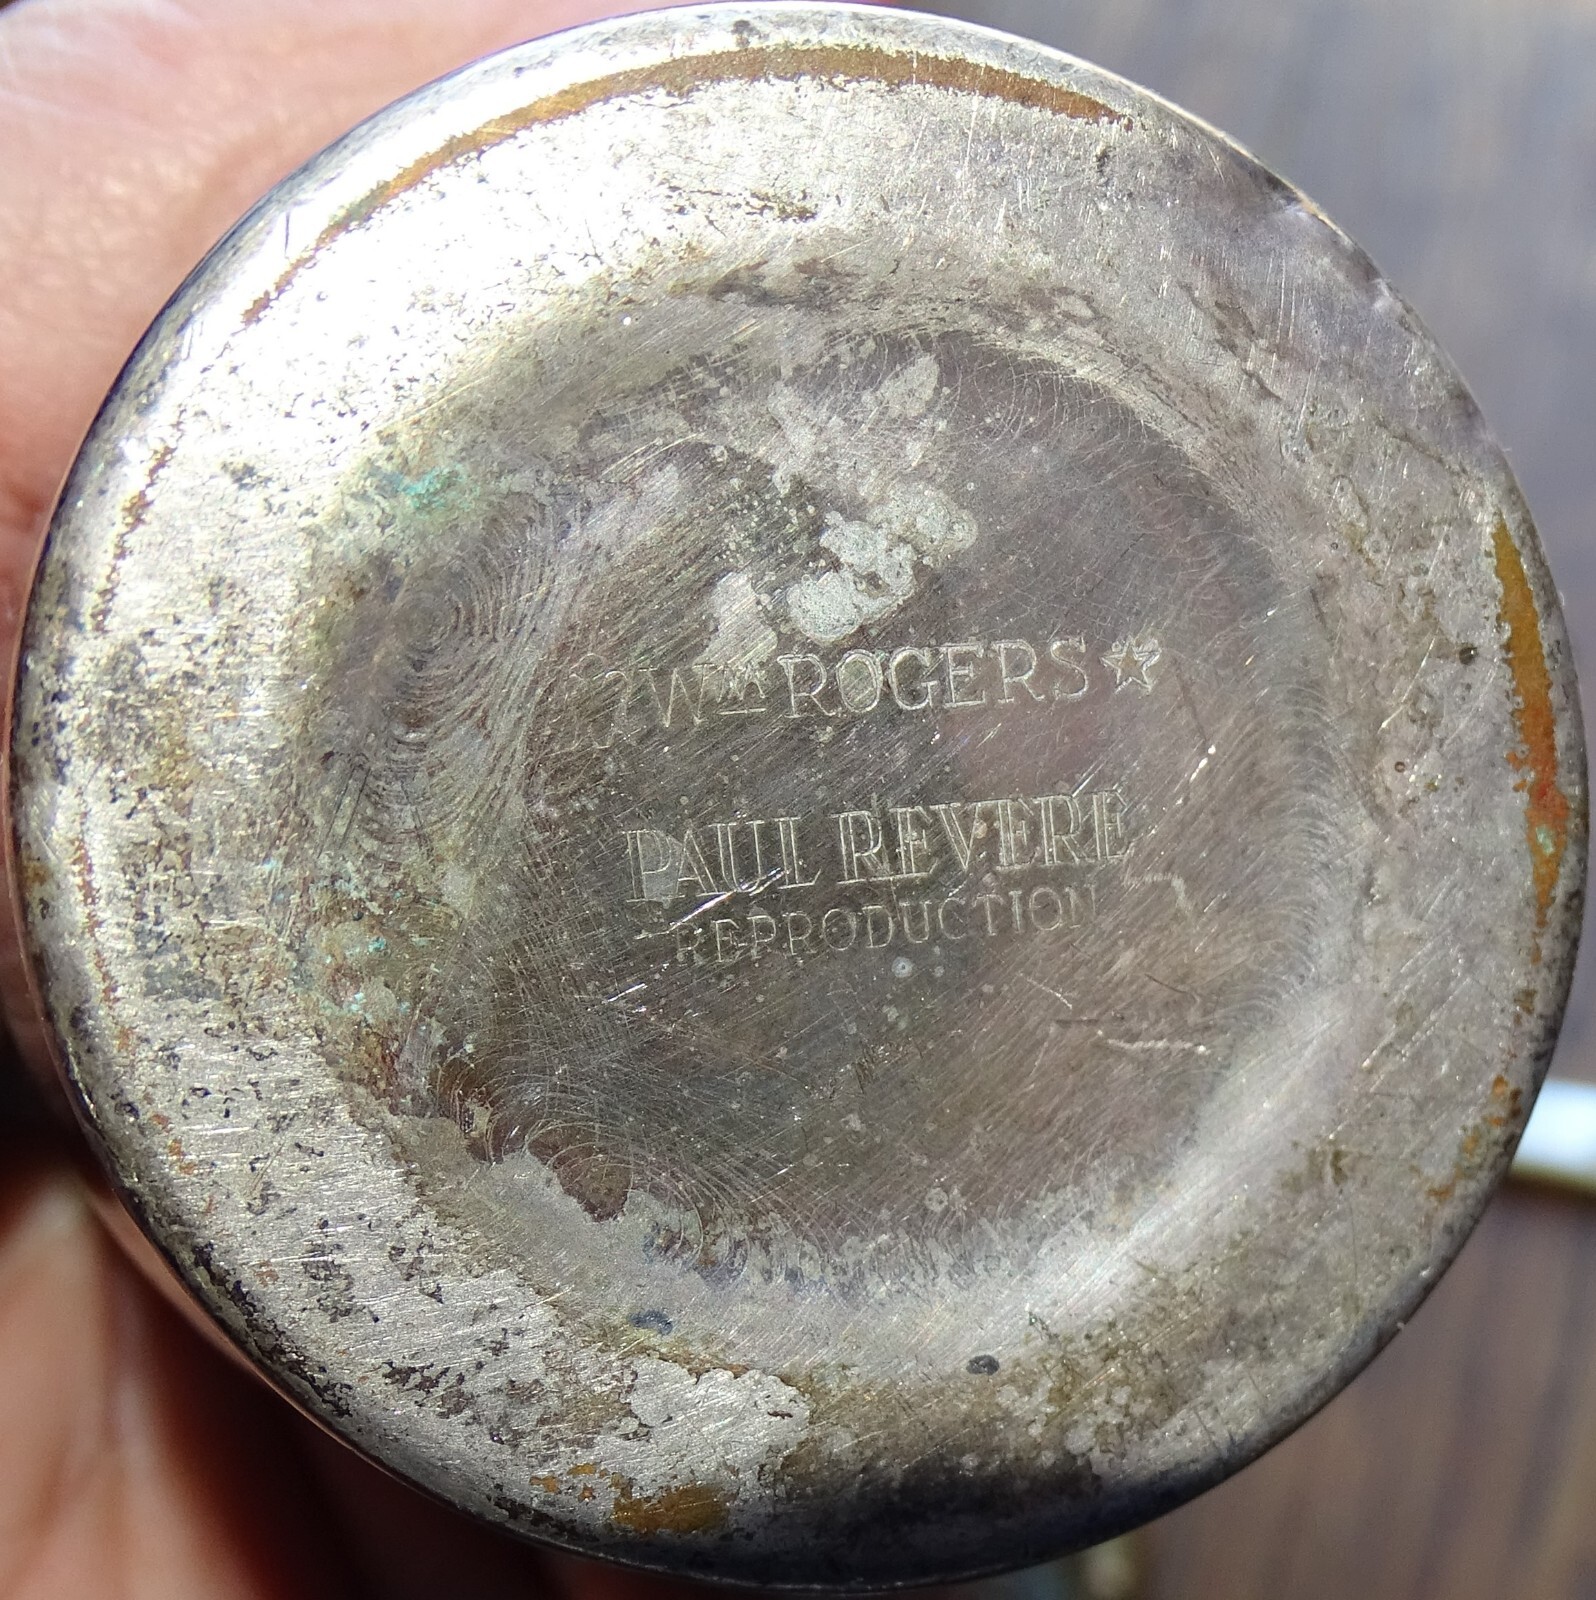 Wm ROGERS ★
PAUL REVERE
REPRODUCTION